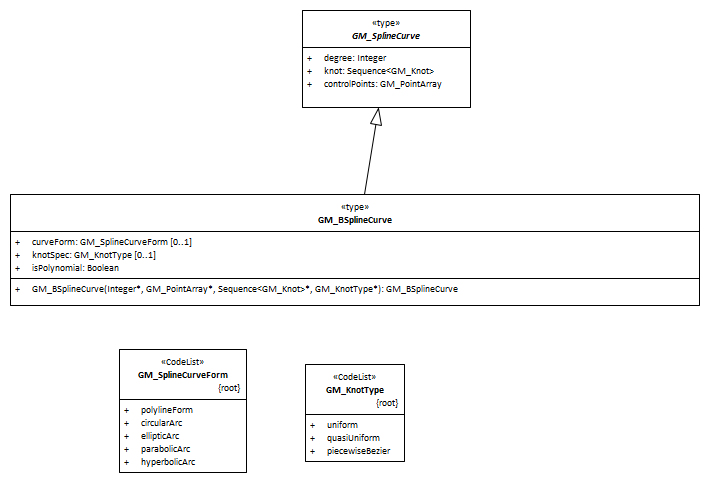 «type»
GM_SplineCurve
+ degree: Integer
+ knot: Sequence<GM_Knot>
+ controlPoints: GM_PointArray
«type»
GM_BSplineCurve
+ curveForm: GM_SplineCurveForm [0..1]
+ knotSpec: GM_KnotType [0..1]
+ isPolynomial: Boolean
+ GM_BSplineCurve(Integer*, GM_PointArray*, Sequence<GM_Knot>*, GM_KnotType*): GM_BSplineCurve
«CodeList»
GM_SplineCurveForm
{root}
+ polylineForm
+ circularArc
+ ellipticArc
+ parabolicArc
+ hyperbolicArc
«CodeList»
GM_KnotType
{root}
+ uniform
+ quasiUniform
+ piecewiseBezier